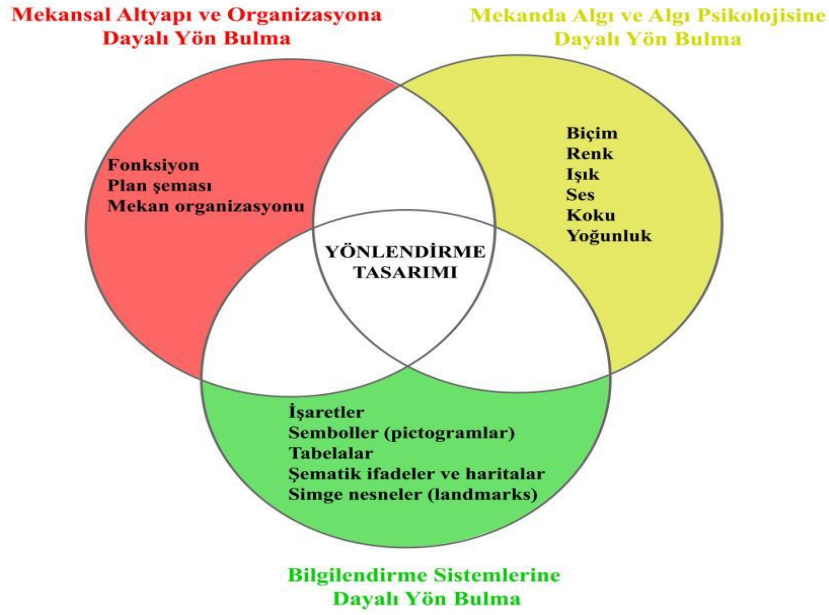 Mekansal Altyapı ve Organizasyona
Dayalı Yön Bulma
Mekanda Algı ve Algı Psikolojisine
Dayalı Yön Bulma
Fonksiyon
Plan şeması
Mekan organizasyonu
Biçim
Renk
Işık
Ses
Koku
Yoğunluk
YÖNLENDİRME
TASARIMI
İşaretler
Semboller (pictogramlar)
Tabelalar
Şematik ifadeler ve haritalar
Simge nesneler (landmarks)
Bilgilendirme Sistemlerine
Dayalı Yön Bulma